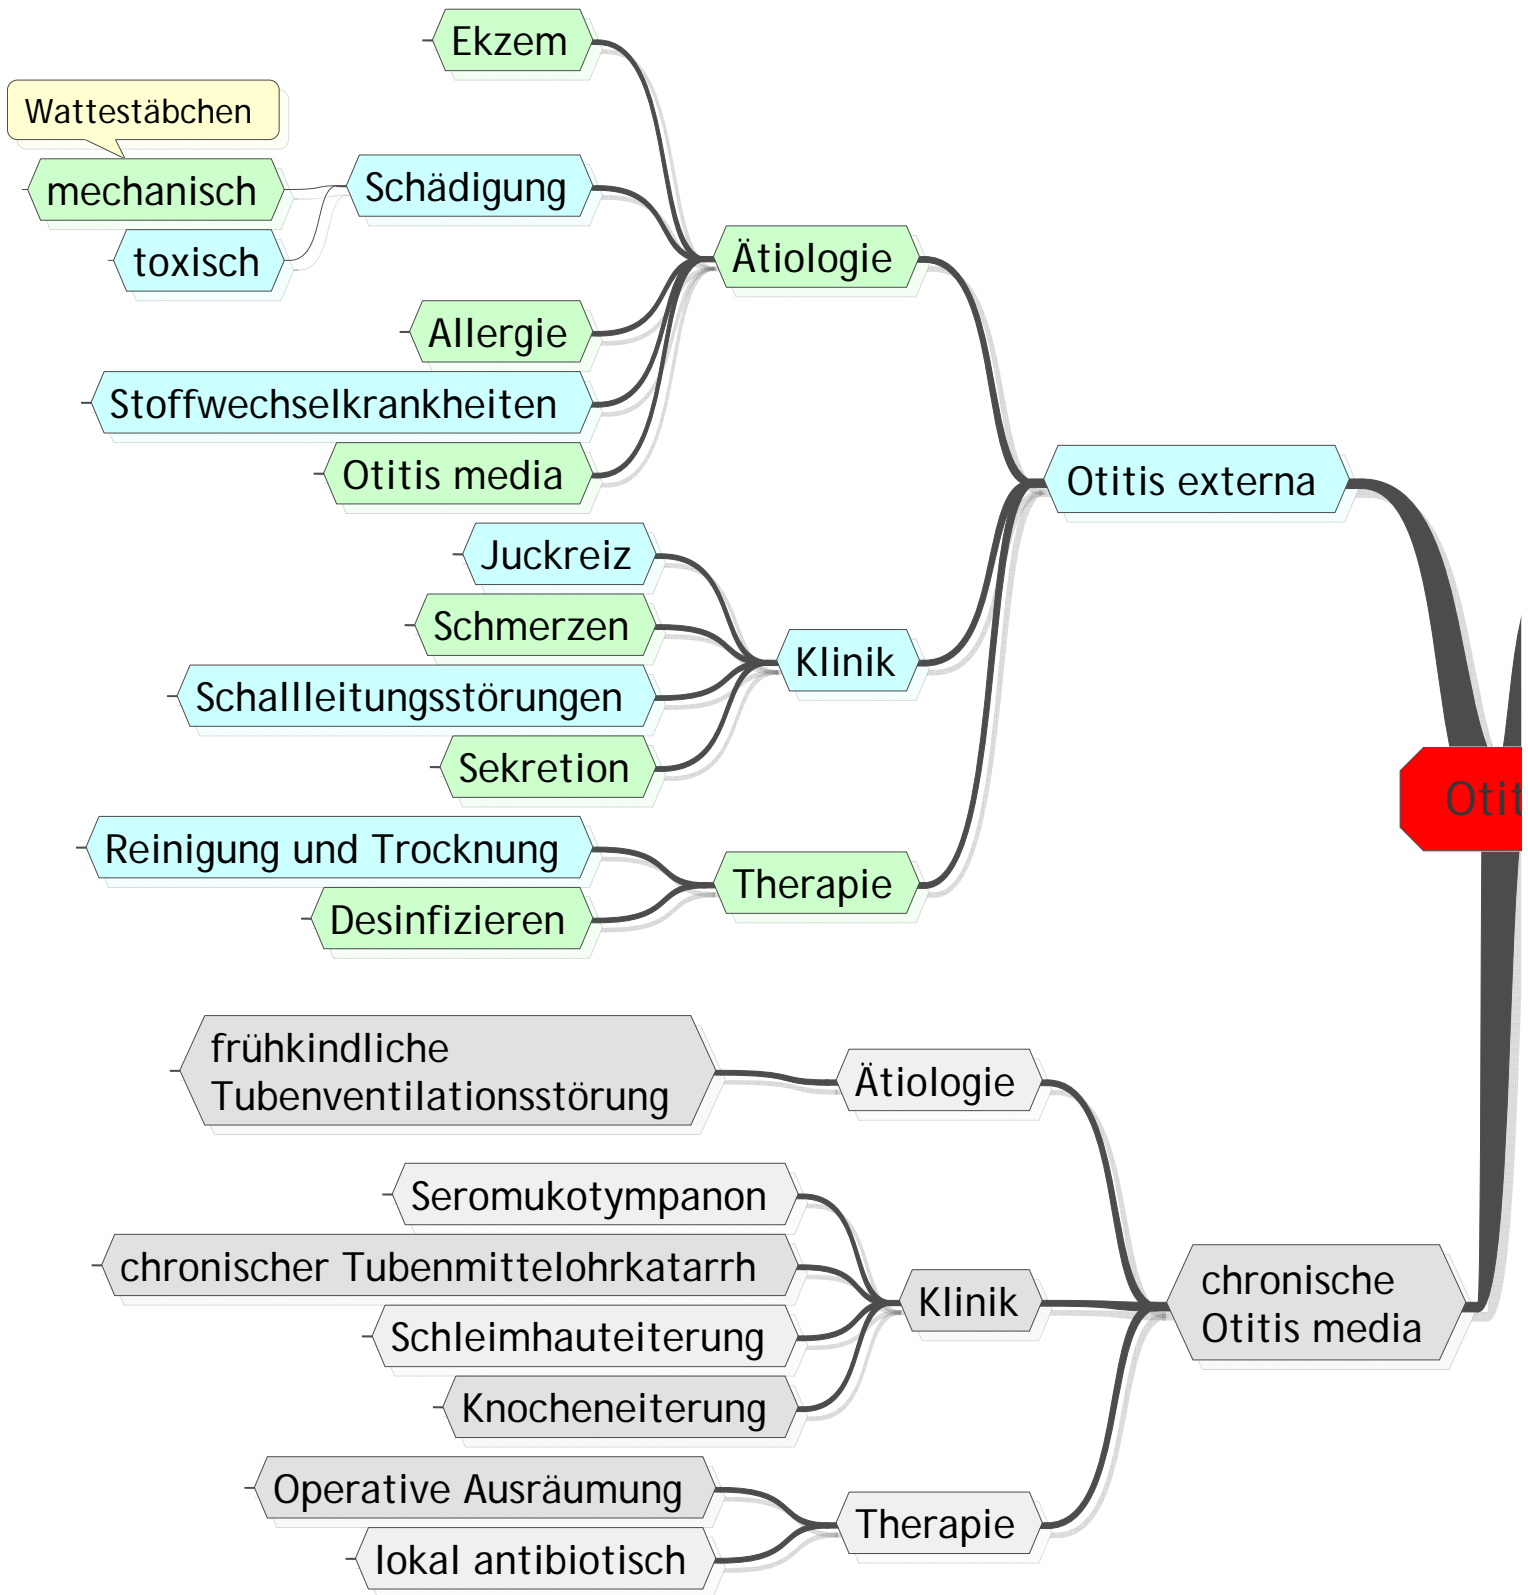 Ekzem
Wattestäbchen
mechanisch
Schädigung
toxisch
Ätiologie
Allergie
Stoffwechselkrankheiten
Otitis media
Otitis externa
Juckreiz
Schmerzen
Klinik
Schallleitungsstörungen
Sekretion
Otit
Reinigung und Trocknung
Therapie
Desinfizieren
frühkindliche
Tubenventilationsstörung
Ätiologie
Seromukotympanon
chronischer Tubenmittelohrkatarrh
Klinik
chronische
Otitis media
Schleimhauteiterung
Knocheneiterung
Operative Ausräumung
Therapie
lokal antibiotisch